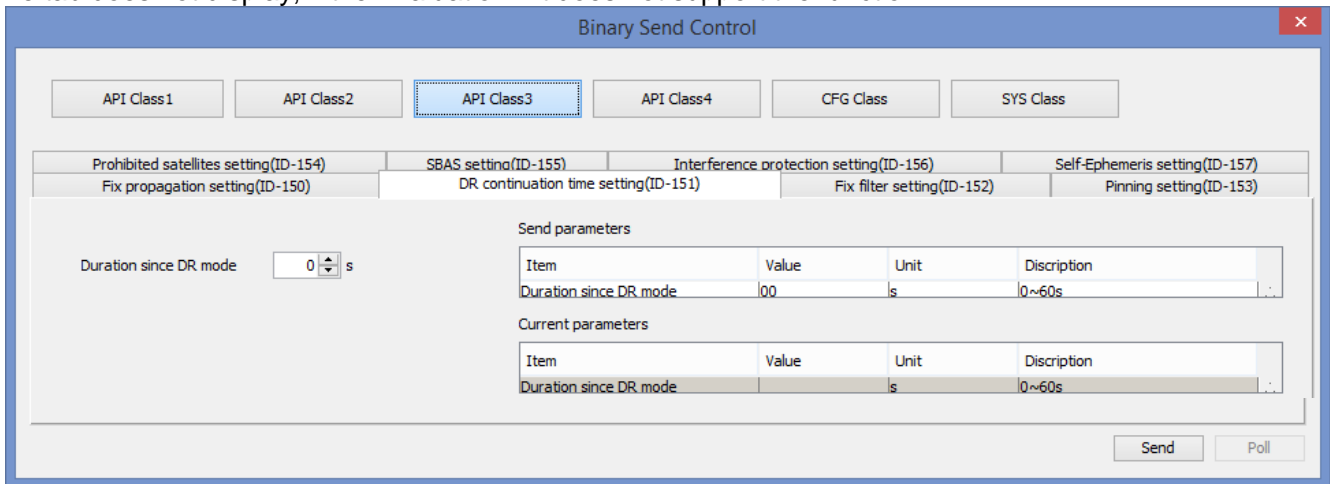 Binary Send Control
API Class1 API Class2 API Class3 API Class4 CFG Class SYS Class
Prohibited satellites setting(ID-154) SBAS setting(ID-155) Interference protection setting(ID-156) Self-Ephemeris setting(ID-157)
Fix propagation setting(ID-150) DR continuation time setting(ID-151) Fix filter setting(ID-152) Pinning setting(ID-153)
Send parameters
Duration since DR mode 0 s
Item Value Unit Discription
Duration since DR mode 00 s 0~60s
Current parameters
Item Value Unit Discription
Duration since DR mode s 0~60s
Send Poll